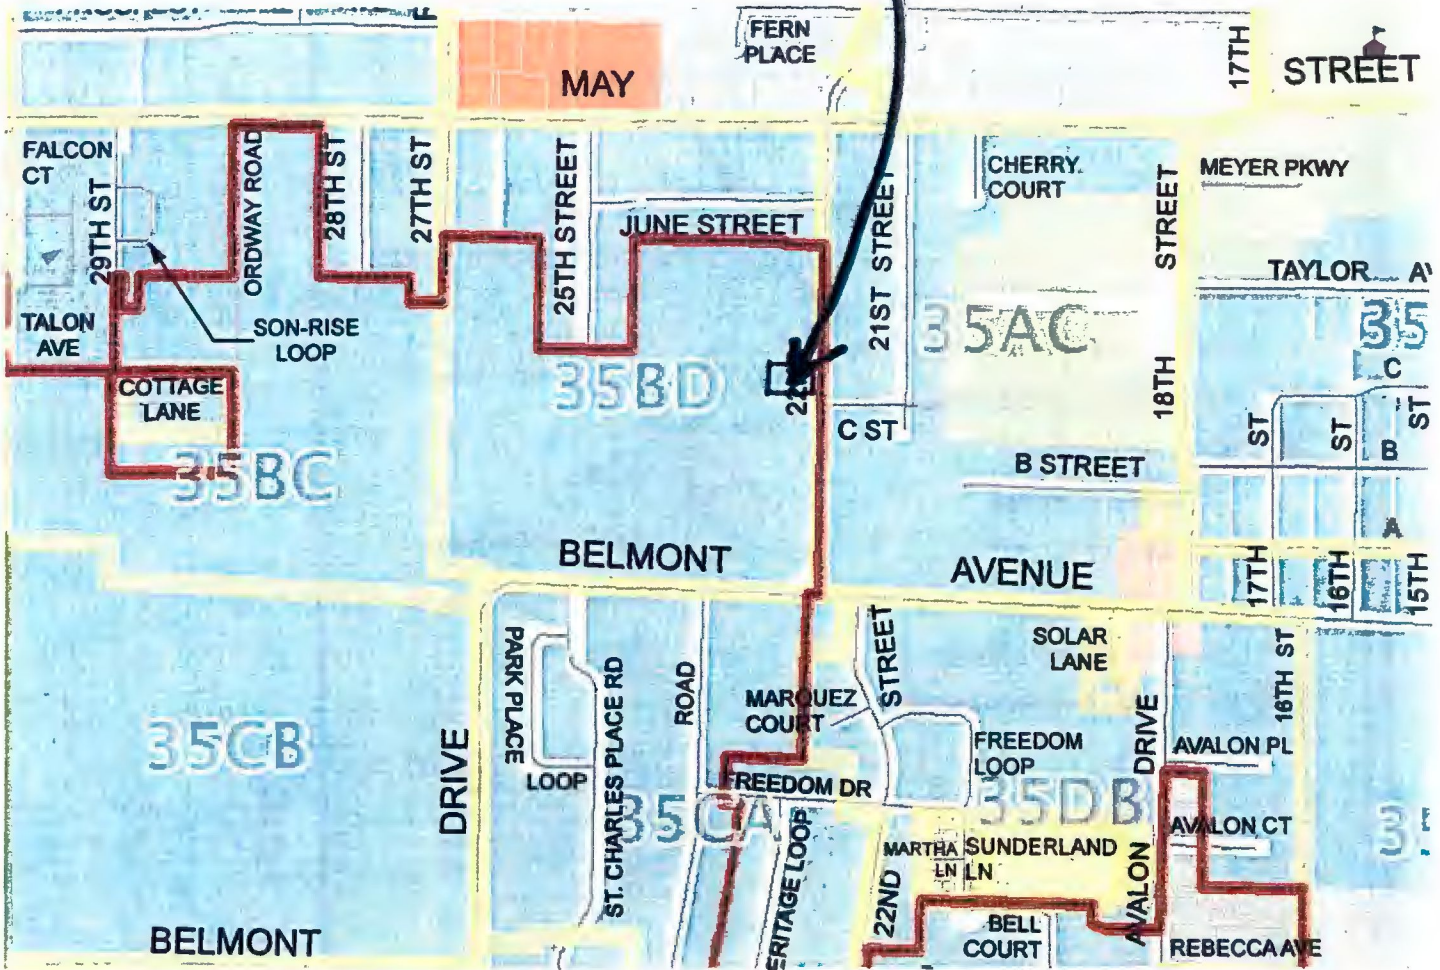 FERN
PLACE
17TH
STREET
MAY
FALCON
CT
29TH ST
ORDWAY ROAD
28TH ST
27TH ST
25TH STREET
JUNE STREET
21ST STREET
CHERRY
COURT
STREET
18TH
MEYER PKWY
TAYLOR
TALON
AVE
SON-RISE
LOOP
COTTAGE
LANE
35BC
35BD
35AC
35
C
ST
ST
ST
B
A
C ST
B STREET
BELMONT
AVENUE
17TH
16TH
15TH
35CB
DRIVE
PARK PLACE
LOOP
ST. CHARLES PLACE RD
ROAD
MARQUEZ
COURT
STREET
SOLAR
LANE
16TH ST
FREEDOM
LOOP
DRIVE
AVALON PL
FREEDOM DR
35CA
35DB
AVALON CT
MARTHA
LN
SUNDERLAND
LN
22ND
AVALON
BELL
COURT
REBECCA AVE
BELMONT